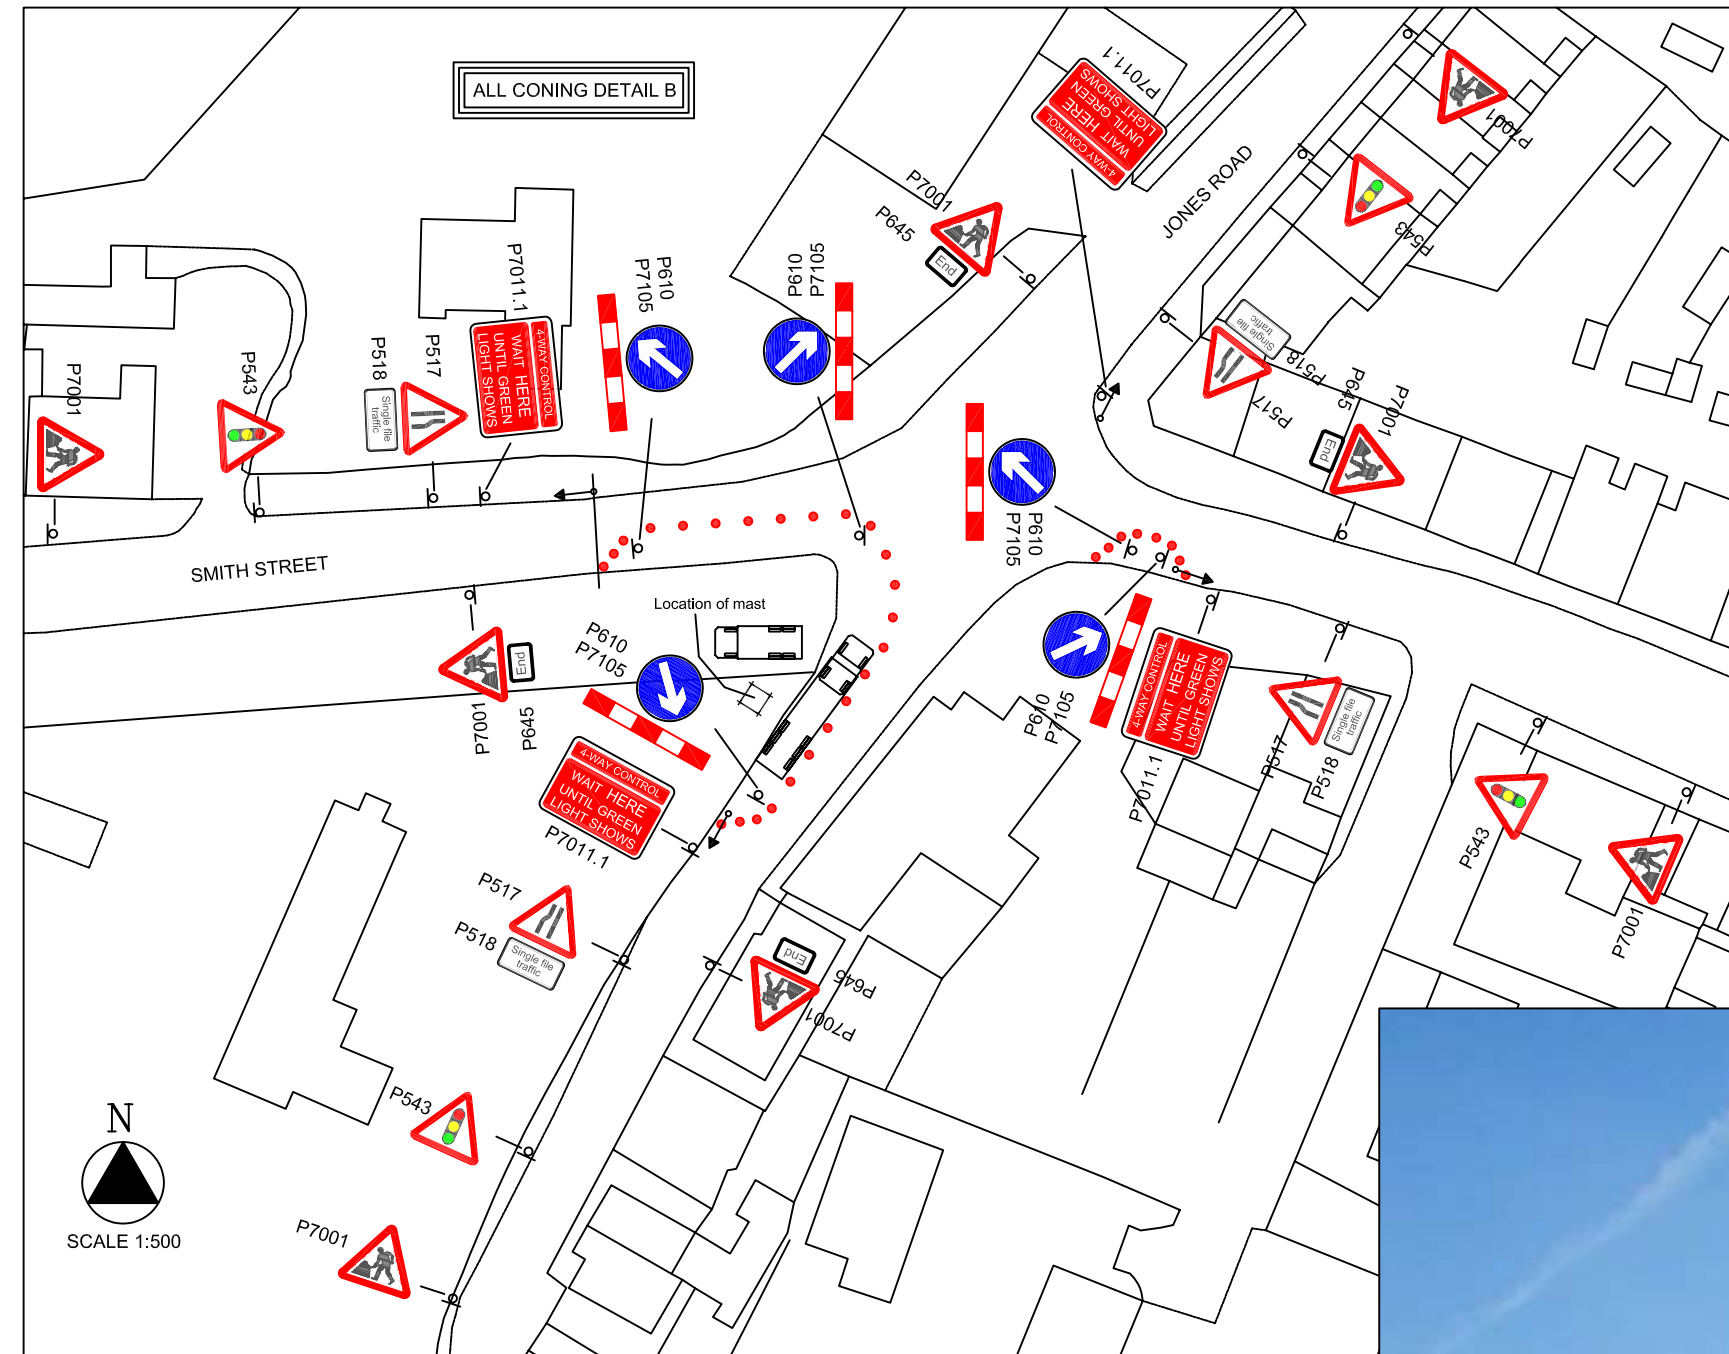 ALL CONING DETAIL B
P7011.1
4-WAY CONTROL
WAIT HERE
UNTIL GREEN
LIGHT SHOWS
JONES ROAD
P7001
P543
P7001
P645
End
Single file
traffic
P518
P517
P645
P7001
End
P7011.1
4-WAY CONTROL
WAIT HERE
UNTIL GREEN
LIGHT SHOWS
P610
P7105
P610
P7105
P518
P517
Single file
traffic
P543
P7001
P610
P7105
SMITH STREET
Location of mast
P610
P7105
End
P7001
P645
4-WAY CONTROL
WAIT HERE
UNTIL GREEN
LIGHT SHOWS
P7011.1
P610
P7105
4-WAY CONTROL
WAIT HERE
UNTIL GREEN
LIGHT SHOWS
P7011.1
P517
P518
Single file
traffic
P543
P7001
P517
P518
Single file
traffic
End
P645
P7001
P543
P7001
N
SCALE 1:500